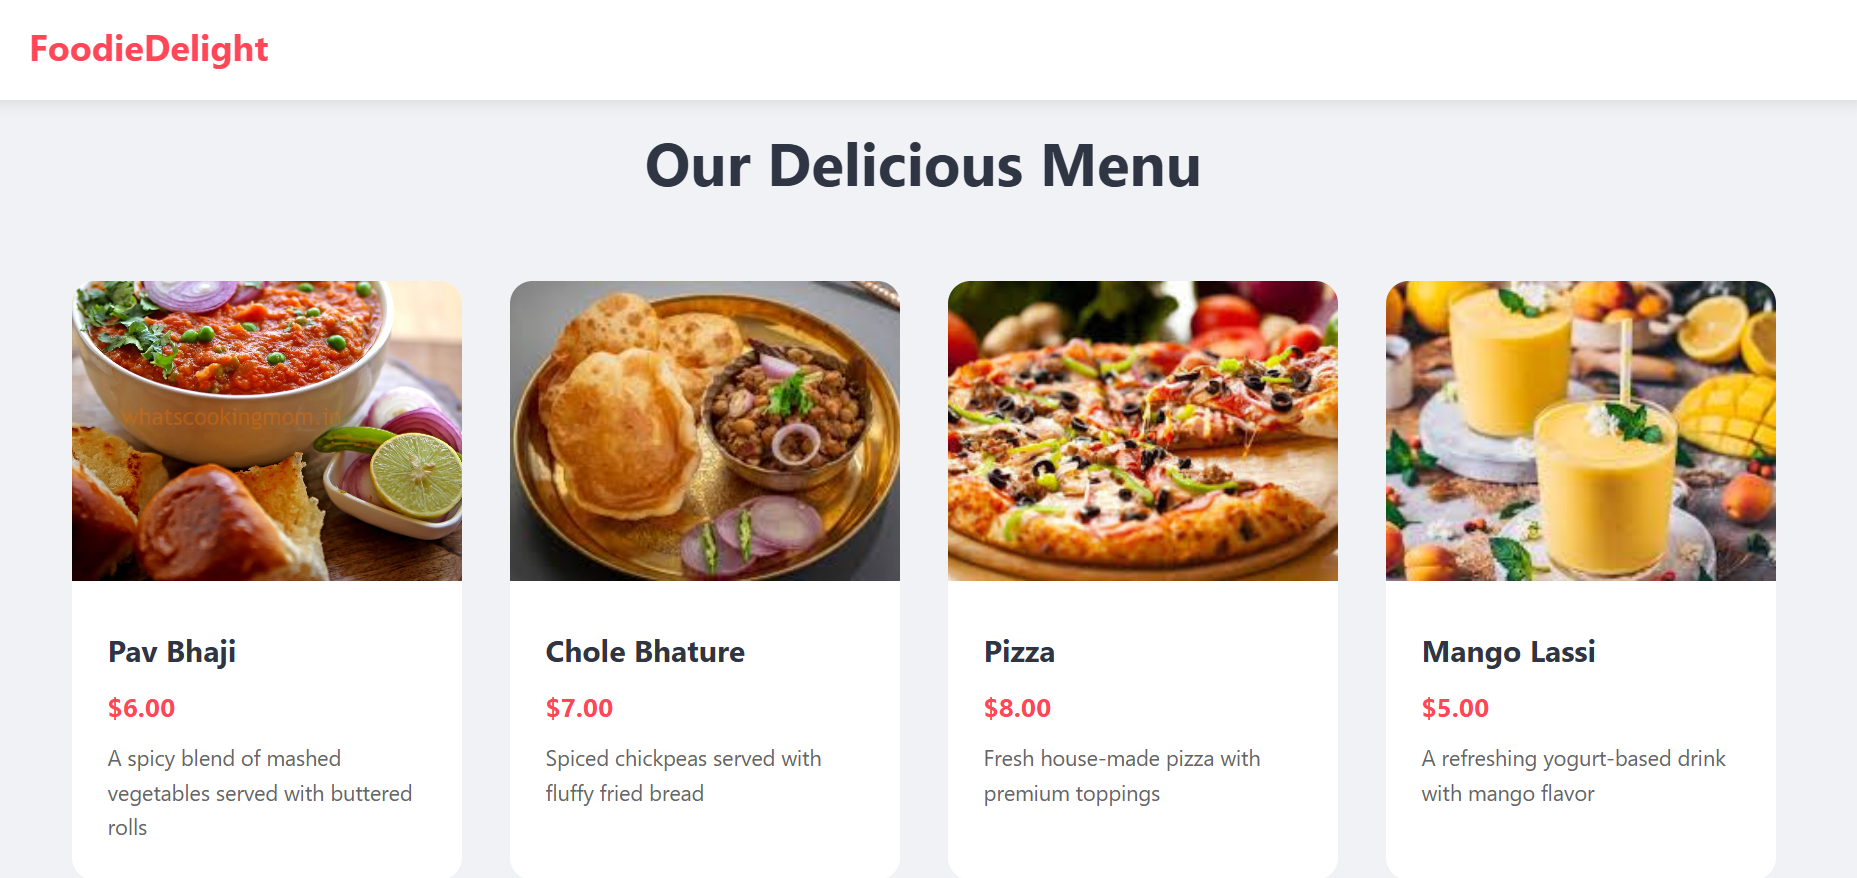 FoodieDelight
Our Delicious Menu
whatscookingmom.in
Pav Bhaji
$6.00
A spicy blend of mashed
vegetables served with buttered
rolls
Chole Bhature
$7.00
Spiced chickpeas served with
fluffy fried bread
Pizza
$8.00
Fresh house-made pizza with
premium toppings
Mango Lassi
$5.00
A refreshing yogurt-based drink
with mango flavor